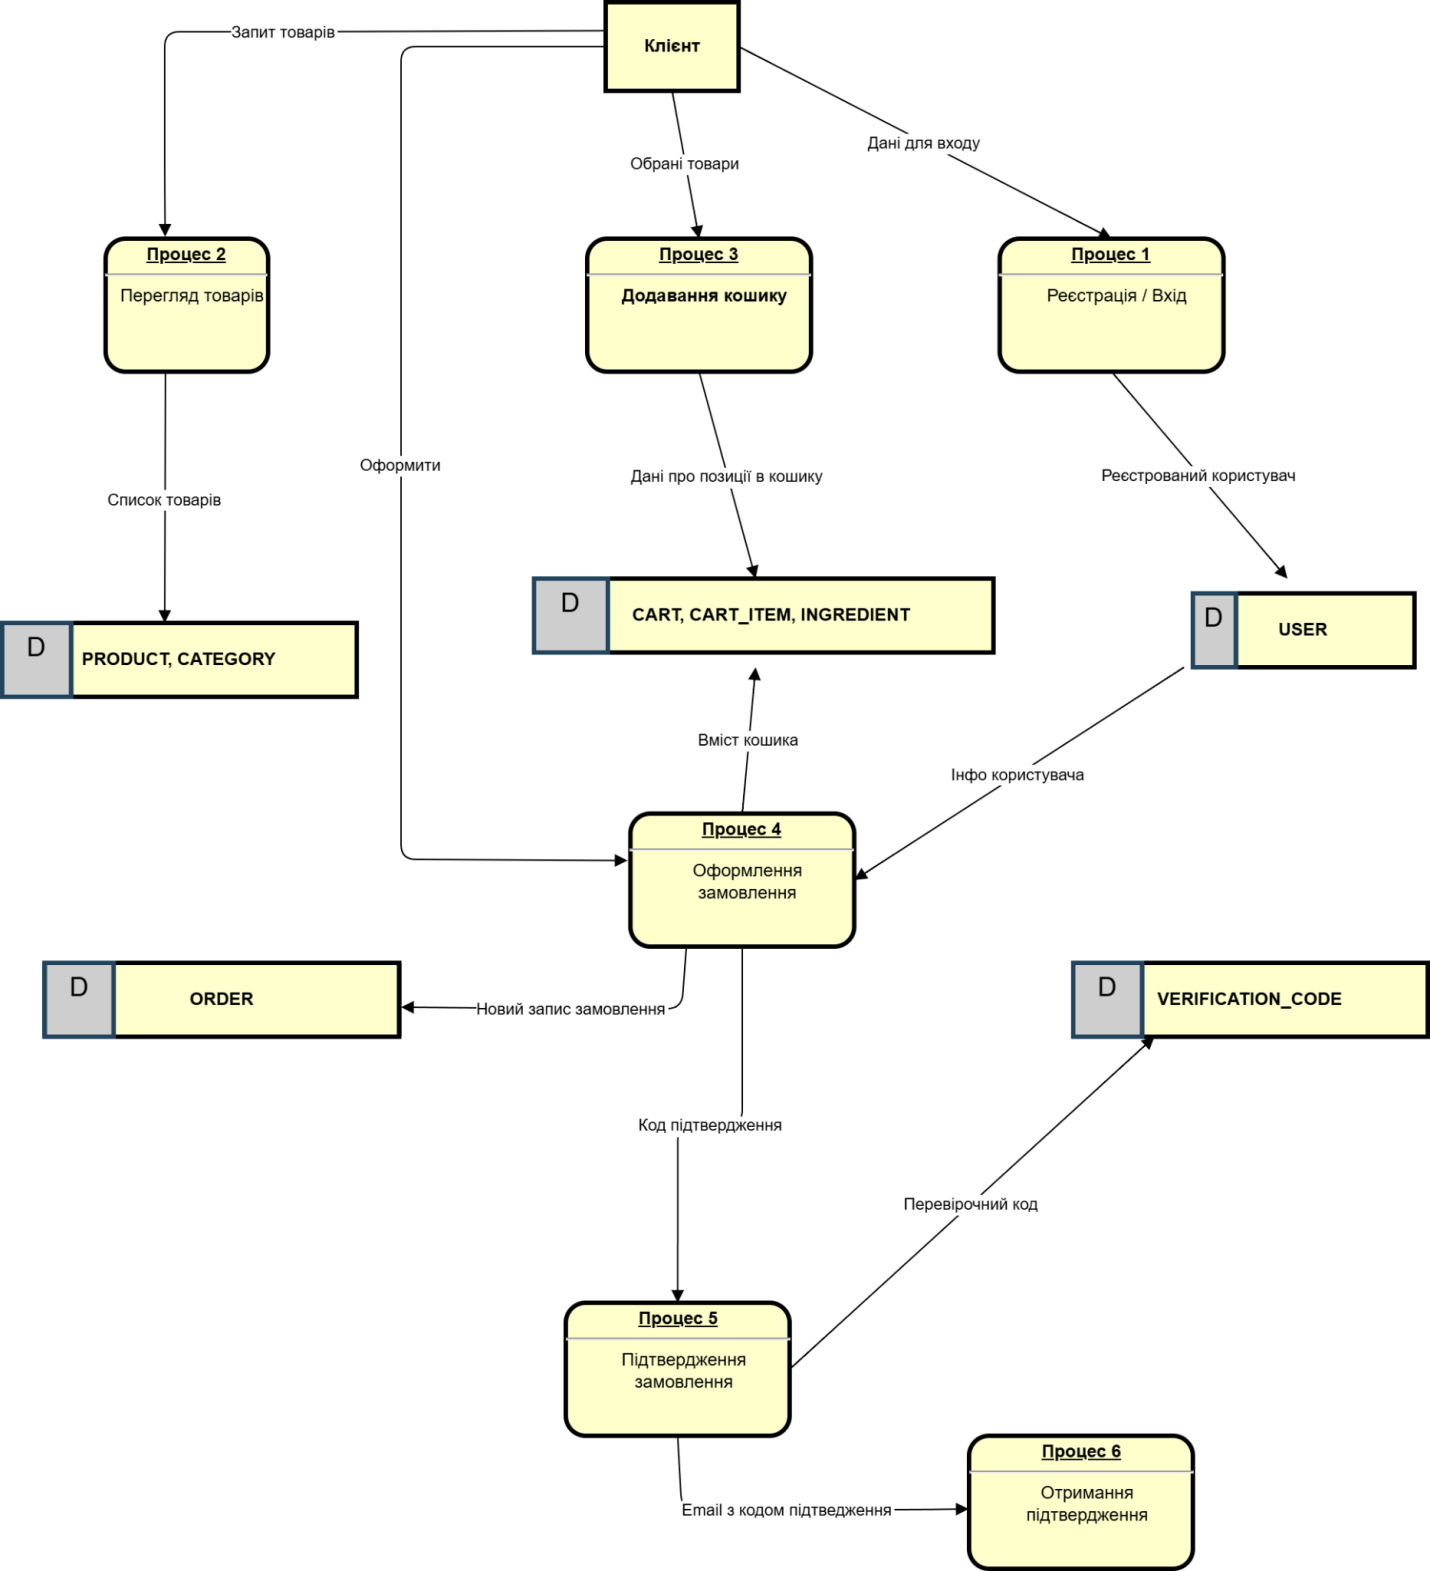 Клієнт
Запит товарів
Дані для входу
Обрані товари
Процес 2
Перегляд товарів
Процес 3
Додавання кошику
Процес 1
Реєстрація / Вхід
Оформити
Дані про позиції в кошику
Реєстрований користувач
Список товарів
D
CART, CART_ITEM, INGREDIENT
D
USER
D
PRODUCT, CATEGORY
Вміст кошика
Інфо користувача
Процес 4
Оформлення
замовлення
D
ORDER
Новий запис замовлення
D
VERIFICATION_CODE
Код підтвердження
Перевірочний код
Процес 5
Підтвердження
замовлення
Процес 6
Отримання
підтвердження
Email з кодом підтведження